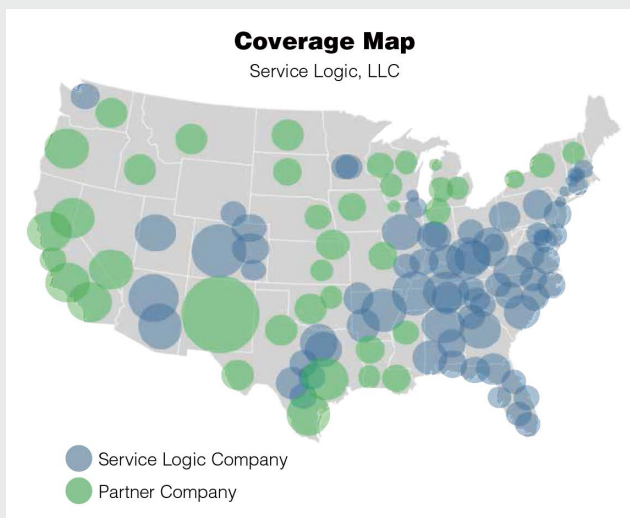 Coverage Map
Service Logic, LLC
Service Logic Company
Partner Company